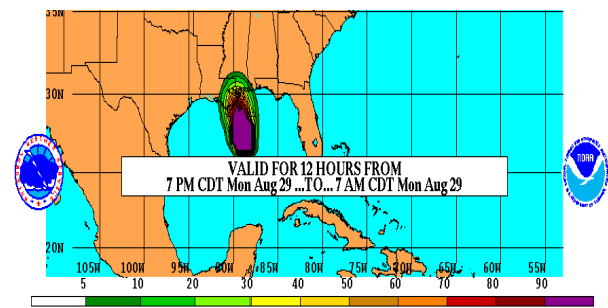 35N
30N
VALID FOR 12 HOURS FROM
7 PM CDT Mon Aug 29 ...TO... 7 AM CDT Mon Aug 29
NOAA
20N
105W 100W 95W 90W 85W 80W 75W 70W 65W 60W 55W
5 10 20 30 40 50 60 70 80 90